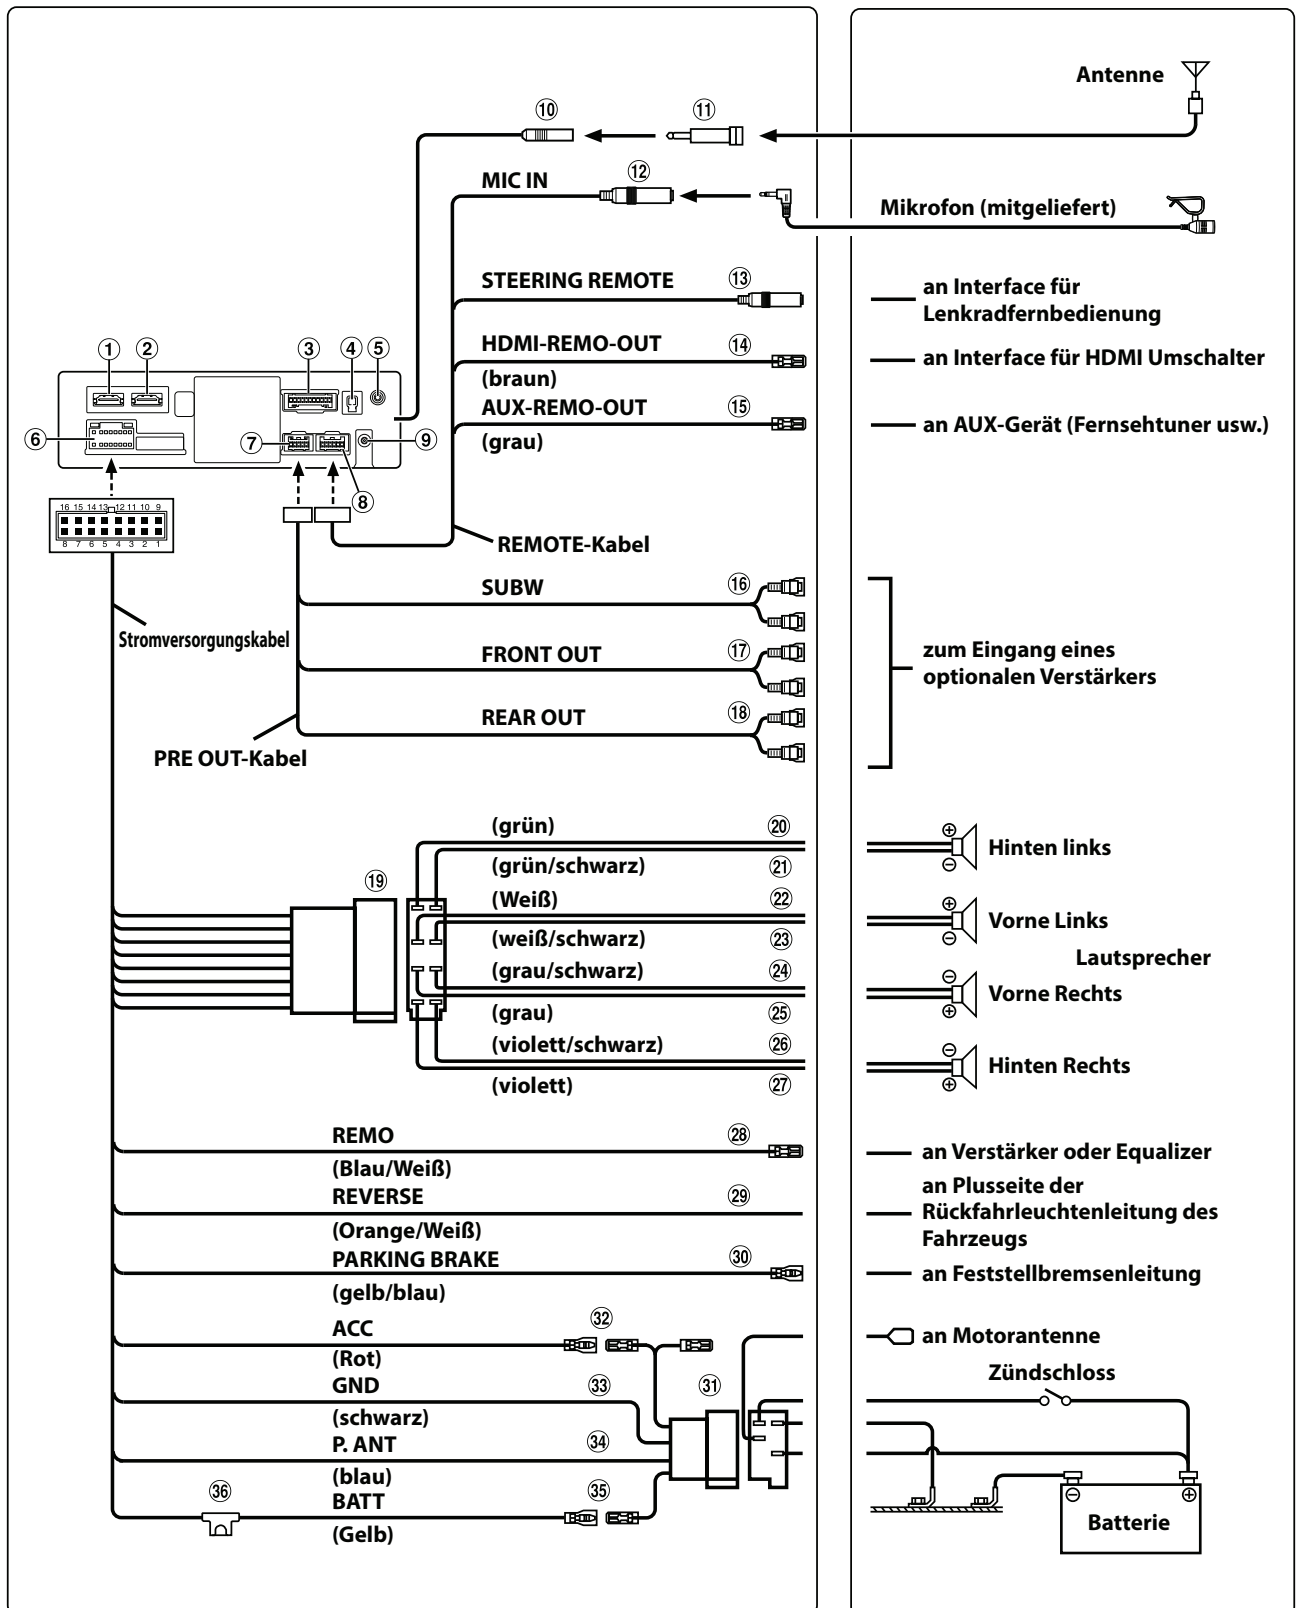 Antenne
⑩ ⑪
MIC IN ⑫
Mikrofon (mitgeliefert)
STEERING REMOTE ⑬
an Interface für
Lenkradfernbedienung
HDMI-REMO-OUT ⑭
(braun)
an Interface für HDMI Umschalter
AUX-REMO-OUT ⑮
(grau)
an AUX-Gerät (Fernsehtuner usw.)
① ② ③ ④ ⑤
⑥ ⑦ ⑨
⑧
16 15 14 13 12 11 10 9
8 7 6 5 4 3 2 1
REMOTE-Kabel
Stromversorgungskabel
SUBW ⑯
FRONT OUT ⑰
REAR OUT ⑱
zum Eingang eines
optionalen Verstärkers
PRE OUT-Kabel
⑲
(grün) ⑳
(grün/schwarz) ㉑
Hinten links
(Weiß) ㉒
(weiß/schwarz) ㉓
Vorne Links
Lautsprecher
(grau/schwarz) ㉔
(grau) ㉕
Vorne Rechts
(violett/schwarz) ㉖
(violett) ㉗
Hinten Rechts
REMO ㉘
(Blau/Weiß)
an Verstärker oder Equalizer
REVERSE ㉙
(Orange/Weiß)
an Plusseite der
Rückfahrleuchtenleitung des
Fahrzeugs
PARKING BRAKE ㉚
(gelb/blau)
an Feststellbremsenleitung
ACC ㉜
(Rot)
an Motorantenne
Zündschloss
GND ㉝ ㉛
(schwarz)
P. ANT ㉞
(blau)
BATT ㉟
㊱
(Gelb)
⊖ ⊕
Batterie